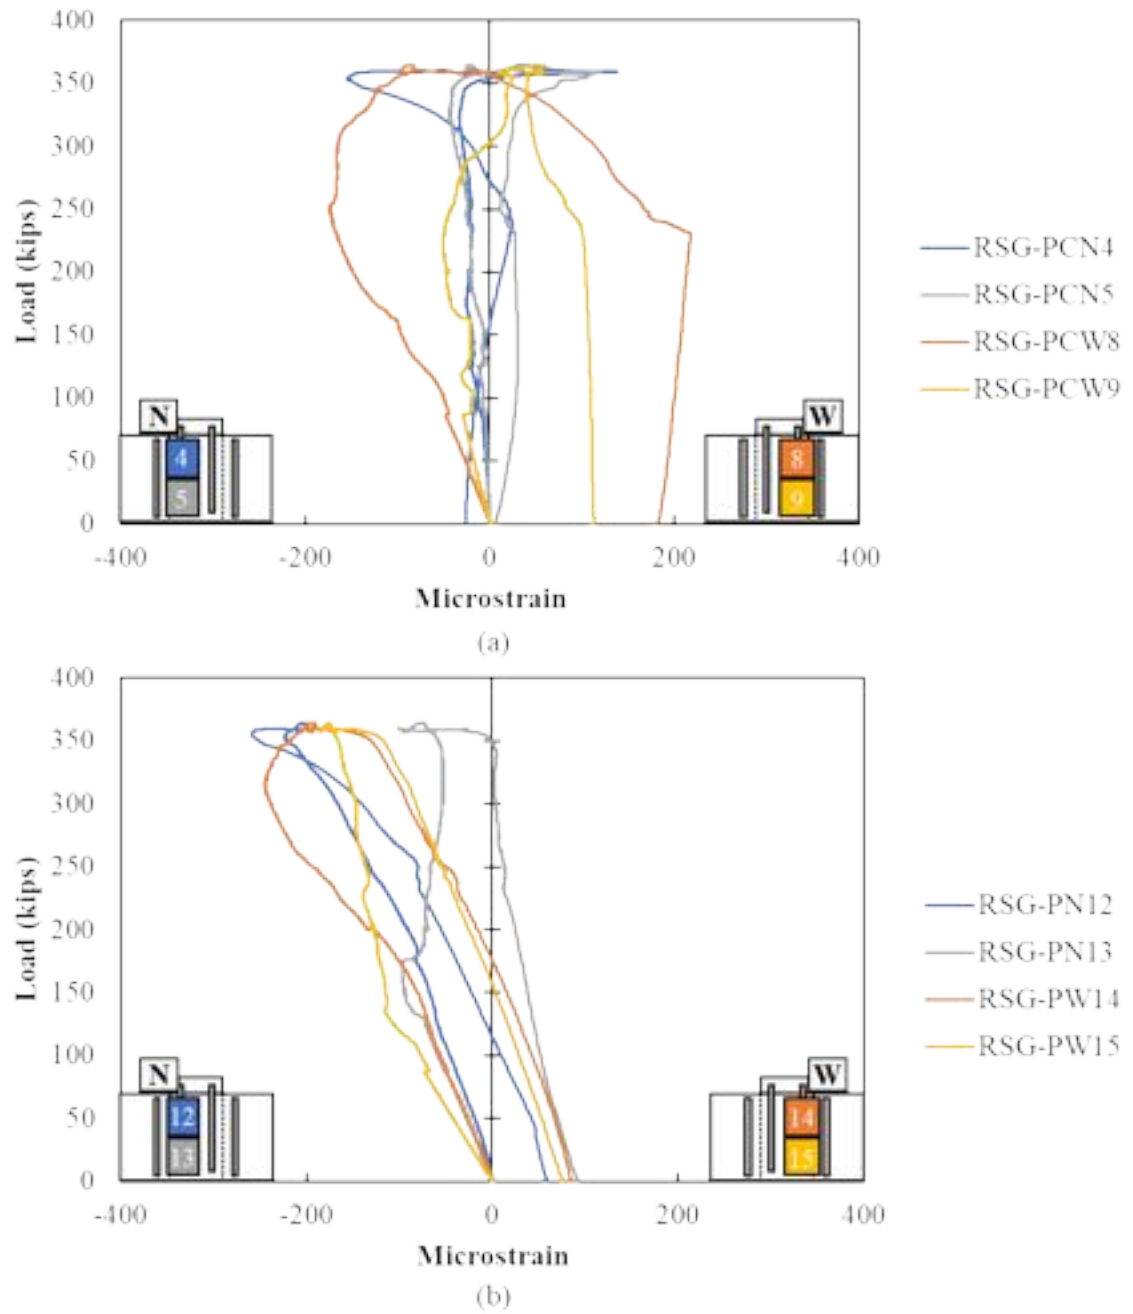 400
350
300
250
200
150
100
50
0
Load (kips)
N
4
5
W
8
9
-400 -200 0 200 400
Microstrain
RSG-PCN4
RSG-PCN5
RSG-PCW8
RSG-PCW9
(a)
400
350
300
250
200
150
100
50
0
Load (kips)
N
12
13
W
14
15
-400 -200 0 200 400
Microstrain
RSG-PN12
RSG-PN13
RSG-PW14
RSG-PW15
(b)